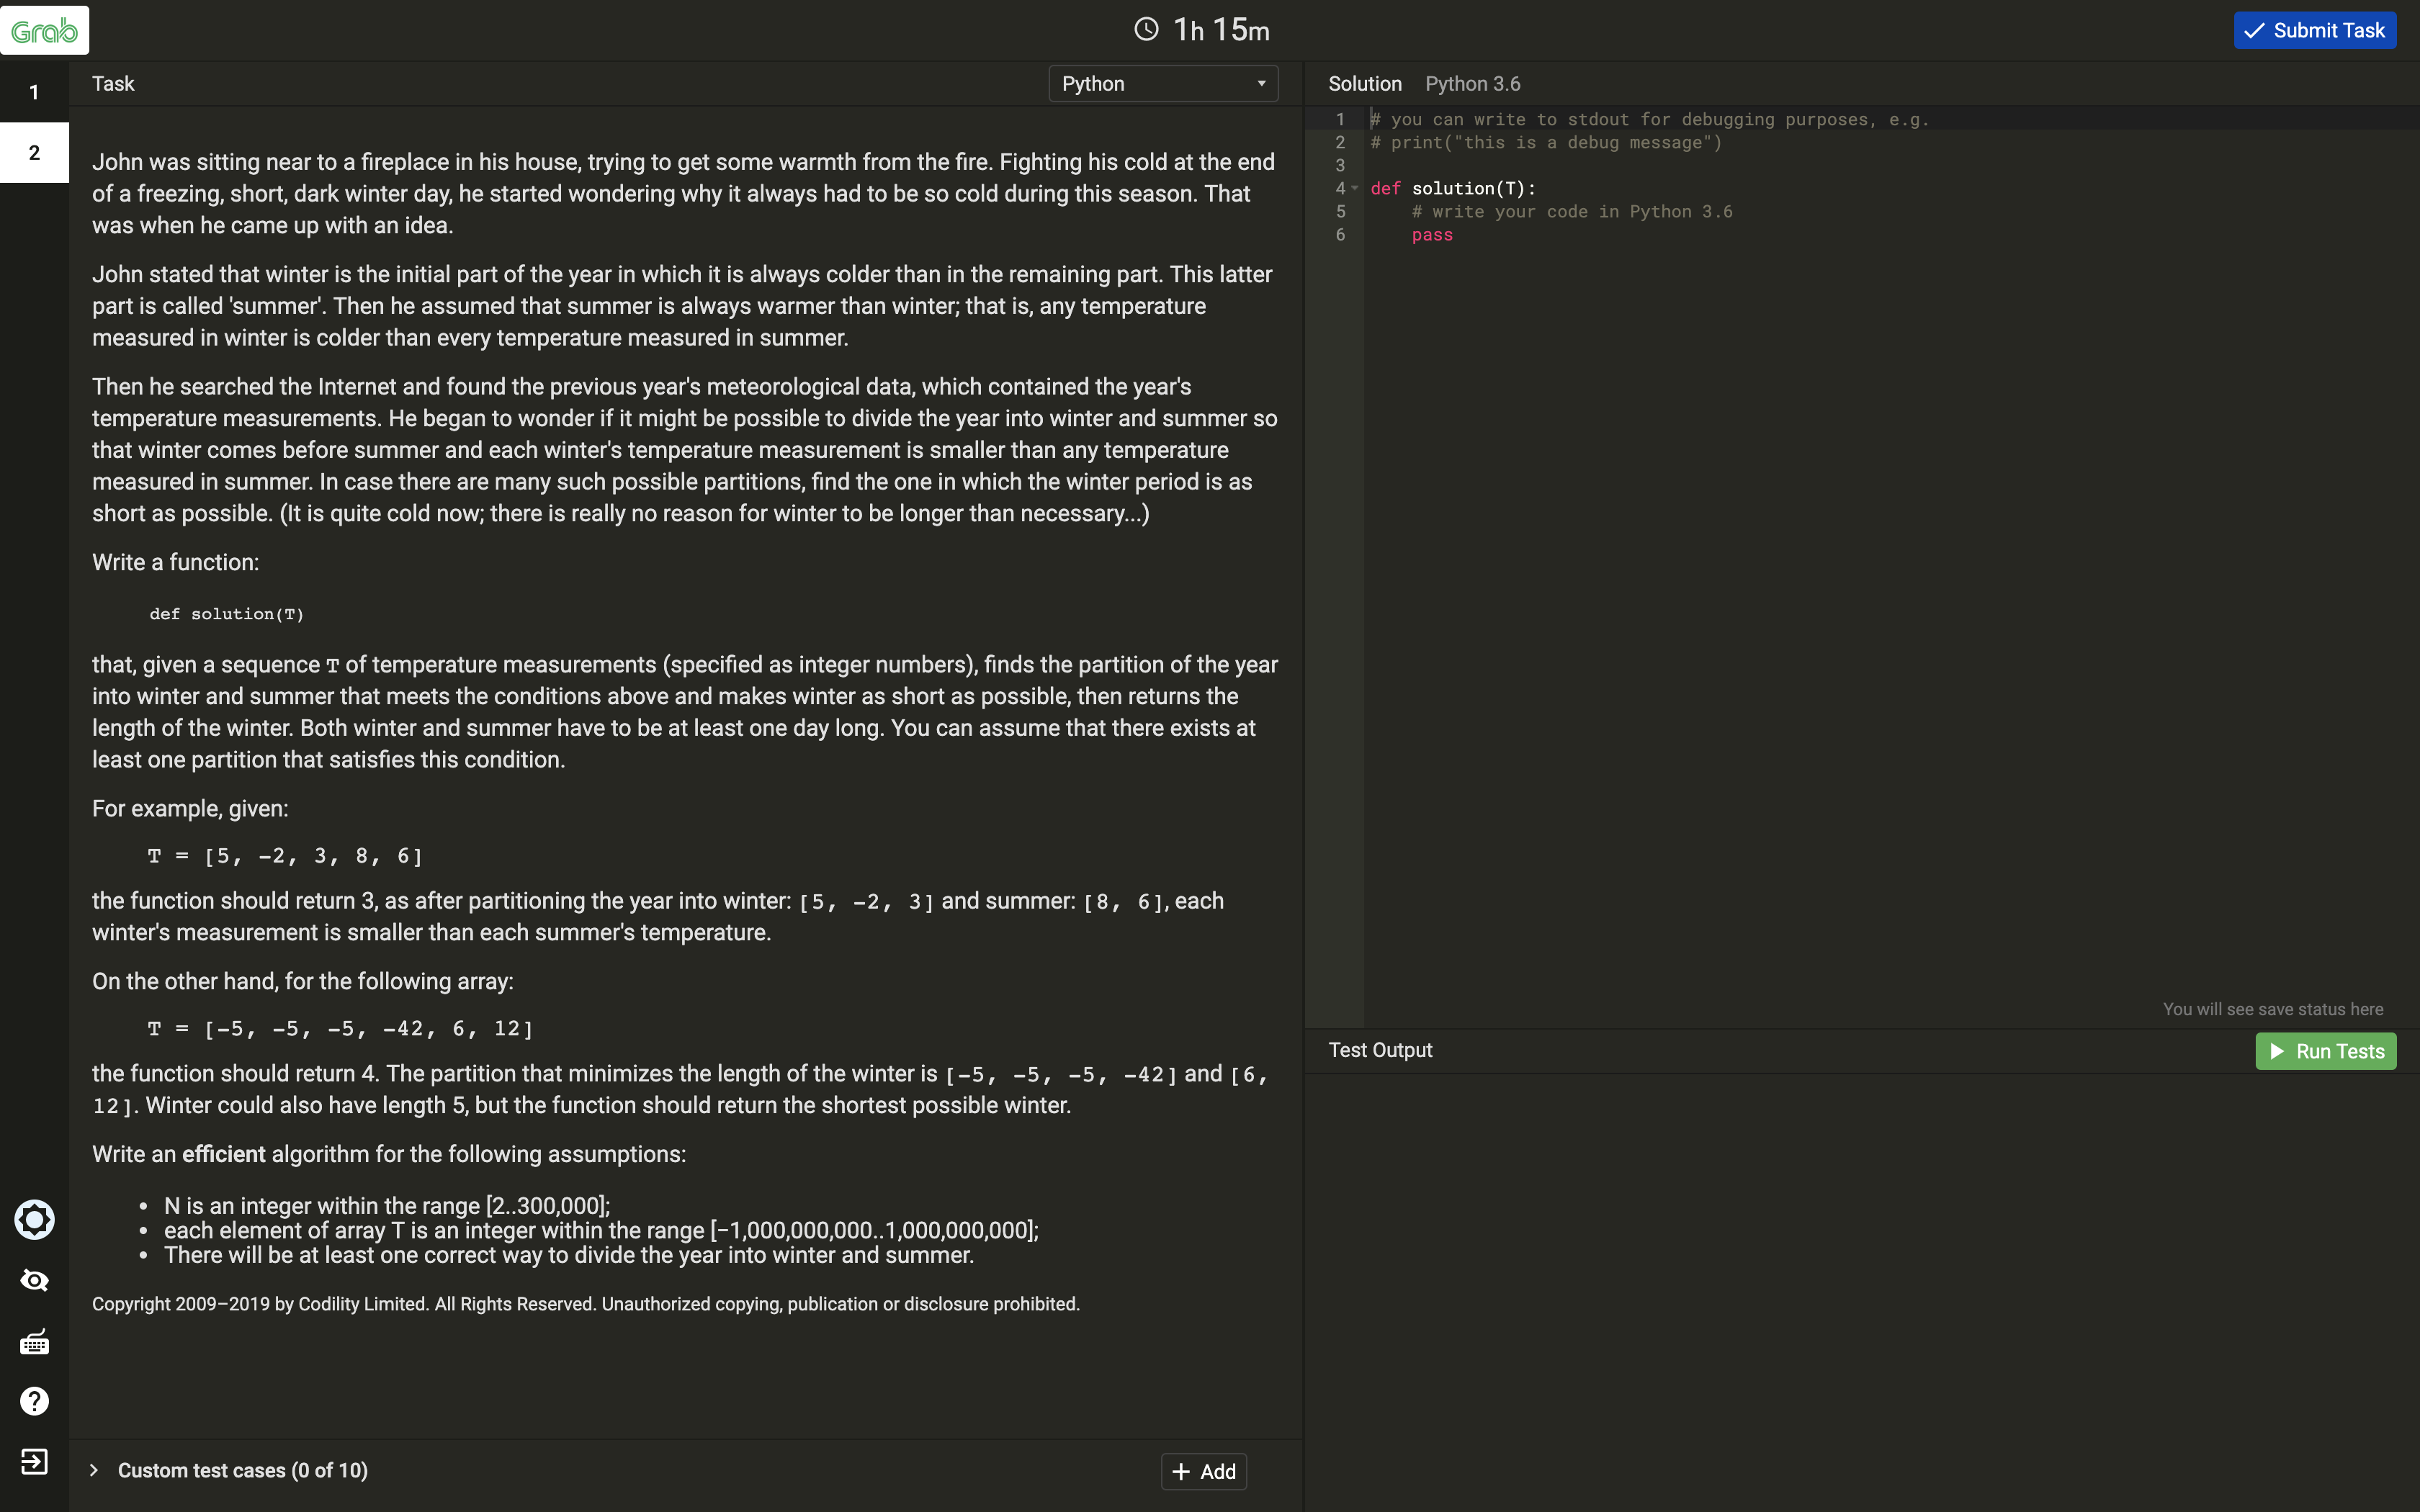 Grab
1h 15m
Submit Task
1
2
Task
Python
John was sitting near to a fireplace in his house, trying to get some warmth from the fire. Fighting his cold at the end
of a freezing, short, dark winter day, he started wondering why it always had to be so cold during this season. That
was when he came up with an idea.
John stated that winter is the initial part of the year in which it is always colder than in the remaining part. This latter
part is called 'summer'. Then he assumed that summer is always warmer than winter; that is, any temperature
measured in winter is colder than every temperature measured in summer.
Then he searched the Internet and found the previous year's meteorological data, which contained the year's
temperature measurements. He began to wonder if it might be possible to divide the year into winter and summer so
that winter comes before summer and each winter's temperature measurement is smaller than any temperature
measured in summer. In case there are many such possible partitions, find the one in which the winter period is as
short as possible. (It is quite cold now; there is really no reason for winter to be longer than necessary...)
Write a function:
def solution(T)
that, given a sequence T of temperature measurements (specified as integer numbers), finds the partition of the year
into winter and summer that meets the conditions above and makes winter as short as possible, then returns the
length of the winter. Both winter and summer have to be at least one day long. You can assume that there exists at
least one partition that satisfies this condition.
For example, given:
T = [5, -2, 3, 8, 6]
the function should return 3, as after partitioning the year into winter: [5, -2, 3] and summer: [8, 6], each
winter's measurement is smaller than each summer's temperature.
On the other hand, for the following array:
T = [-5, -5, -5, -42, 6, 12]
the function should return 4. The partition that minimizes the length of the winter is [-5, -5, -5, -42] and [6,
12]. Winter could also have length 5, but the function should return the shortest possible winter.
Write an efficient algorithm for the following assumptions:
• N is an integer within the range [2..300,000];
• each element of array T is an integer within the range [−1,000,000,000..1,000,000,000];
• There will be at least one correct way to divide the year into winter and summer.
Copyright 2009–2019 by Codility Limited. All Rights Reserved. Unauthorized copying, publication or disclosure prohibited.
Custom test cases (0 of 10)
+ Add
Solution Python 3.6
1 # you can write to stdout for debugging purposes, e.g.
2 # print("this is a debug message")
3
4 def solution(T):
5 # write your code in Python 3.6
6 pass
You will see save status here
Test Output
Run Tests